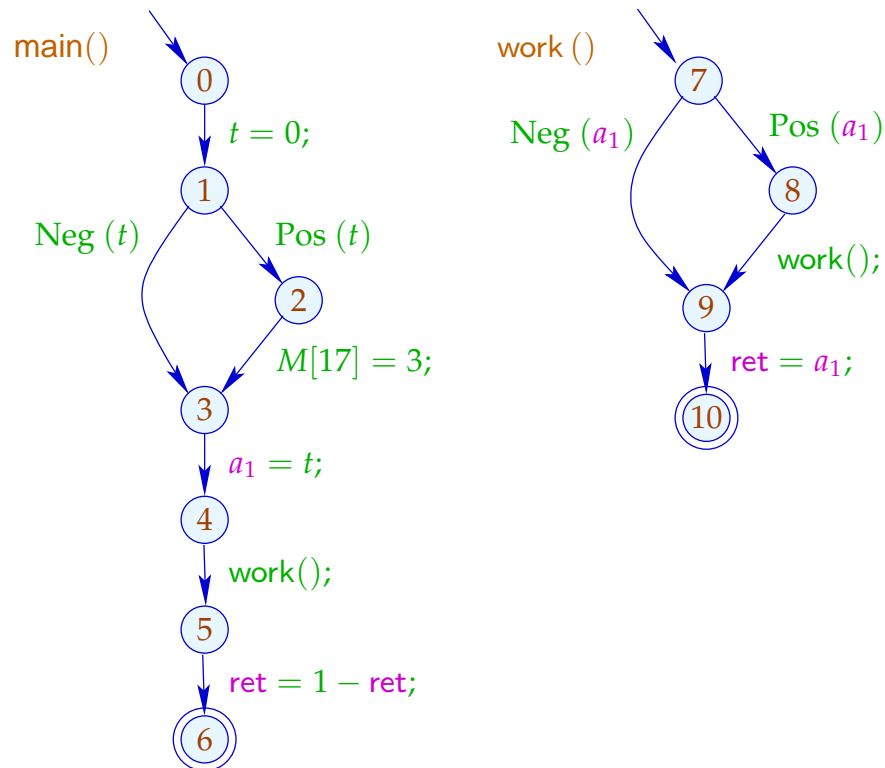 main()
0
t = 0;
1
Neg (t)
Pos (t)
2
M[17] = 3;
3
a₁ = t;
4
work();
5
ret = 1 − ret;
6
work ()
7
Neg (a₁)
Pos (a₁)
8
work();
9
ret = a₁;
10